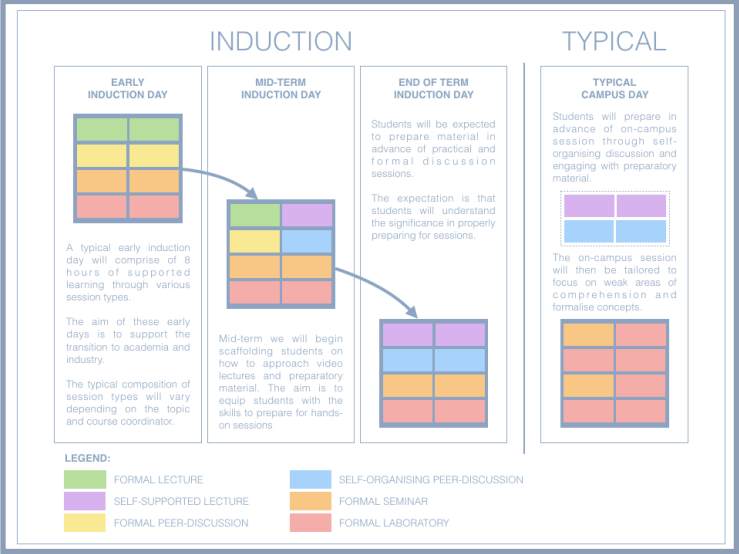 INDUCTION
TYPICAL
EARLY
INDUCTION DAY
A typical early induction
day will comprise of 8
hours of supported
learning through various
session types.
The aim of these early
days is to support the
transition to academia and
industry.
The typical composition of
session types will vary
depending on the topic
and course coordinator.
MID-TERM
INDUCTION DAY
Mid-term we will begin
scaffolding students on
how to approach video
lectures and preparatory
material. The aim is to
equip students with the
skills to prepare for hands-
on sessions
END OF TERM
INDUCTION DAY
Students will be expected
to prepare material in
advance of practical and
formal discussion
sessions.
The expectation is that
students will understand
the significance in properly
preparing for sessions.
TYPICAL
CAMPUS DAY
Students will prepare in
advance of on-campus
session through self-
organising discussion and
engaging with preparatory
material.
The on-campus session
will then be tailored to
focus on weak areas of
comprehension and
formalise concepts.
LEGEND:
FORMAL LECTURE
SELF-SUPPORTED LECTURE
FORMAL PEER-DISCUSSION
SELF-ORGANISING PEER-DISCUSSION
FORMAL SEMINAR
FORMAL LABORATORY